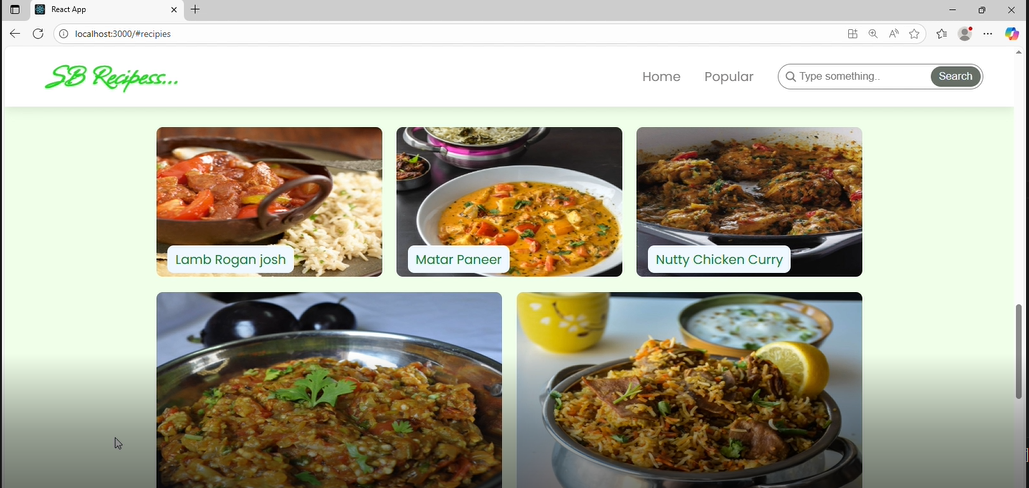 React App
localhost:3000/#recipies
SB Recipess...
Home
Popular
Type something..
Search
Lamb Rogan josh
Matar Paneer
Nutty Chicken Curry